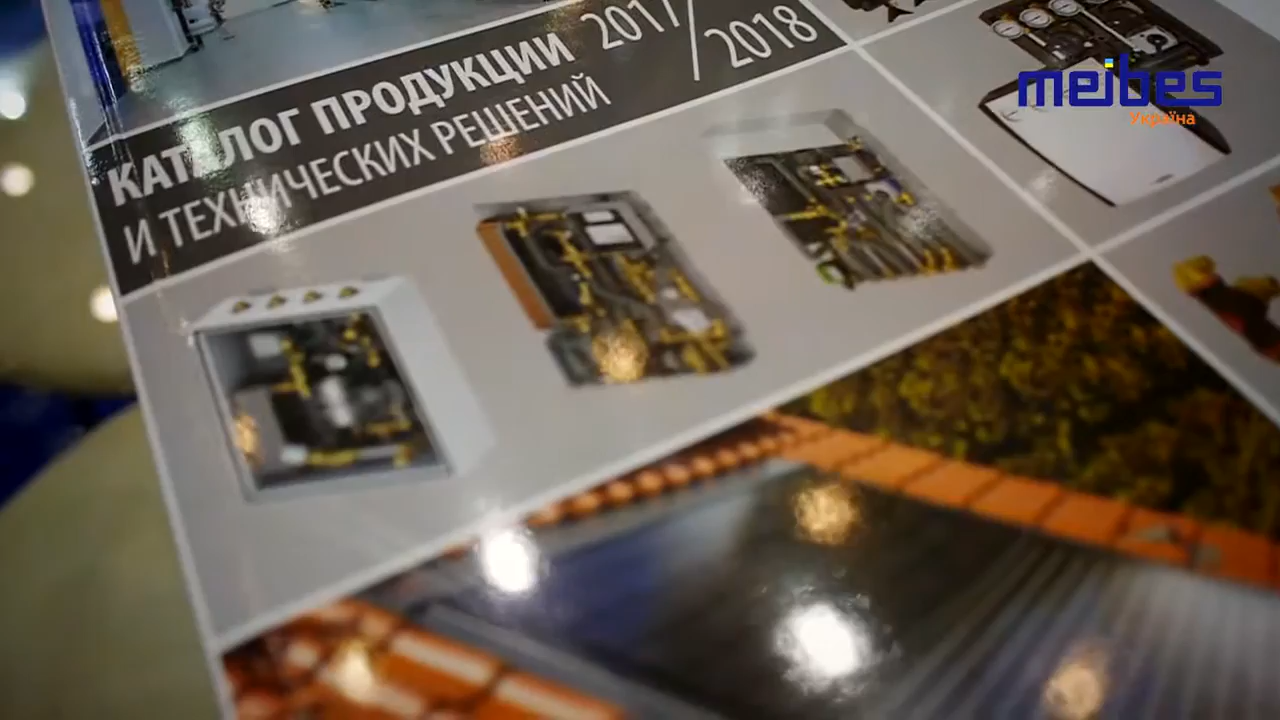 КАТАЛОГ ПРОДУКЦИИ 2017/2018
И ТЕХНИЧЕСКИХ РЕШЕНИЙ
meibes
Україна